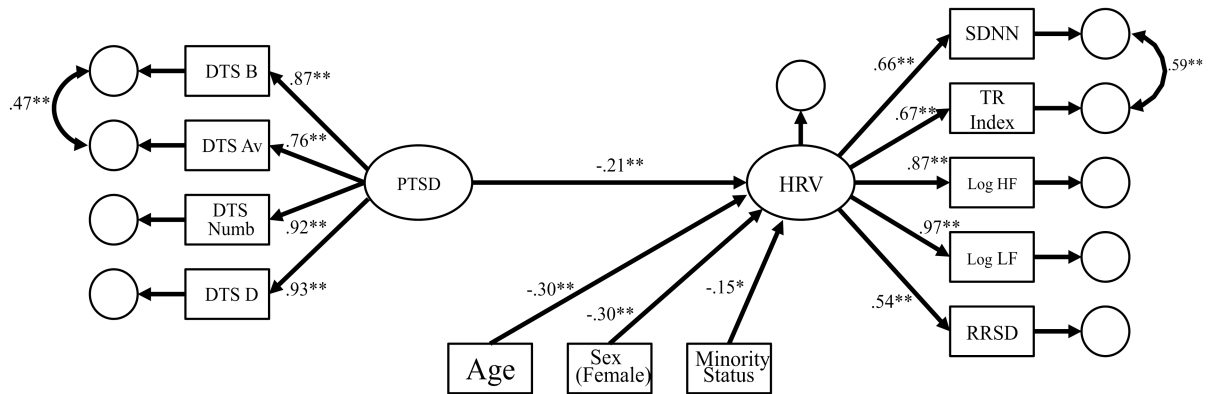 DTS B
.87**
.47**
DTS Av
.76**
DTS
Numb
.92**
DTS D
.93**
PTSD
-.21**
HRV
-.30**
-.30**
-.15*
Age
Sex
(Female)
Minority
Status
SDNN
.66**
.59**
TR
Index
.67**
Log HF
.87**
Log LF
.97**
RRSD
.54**